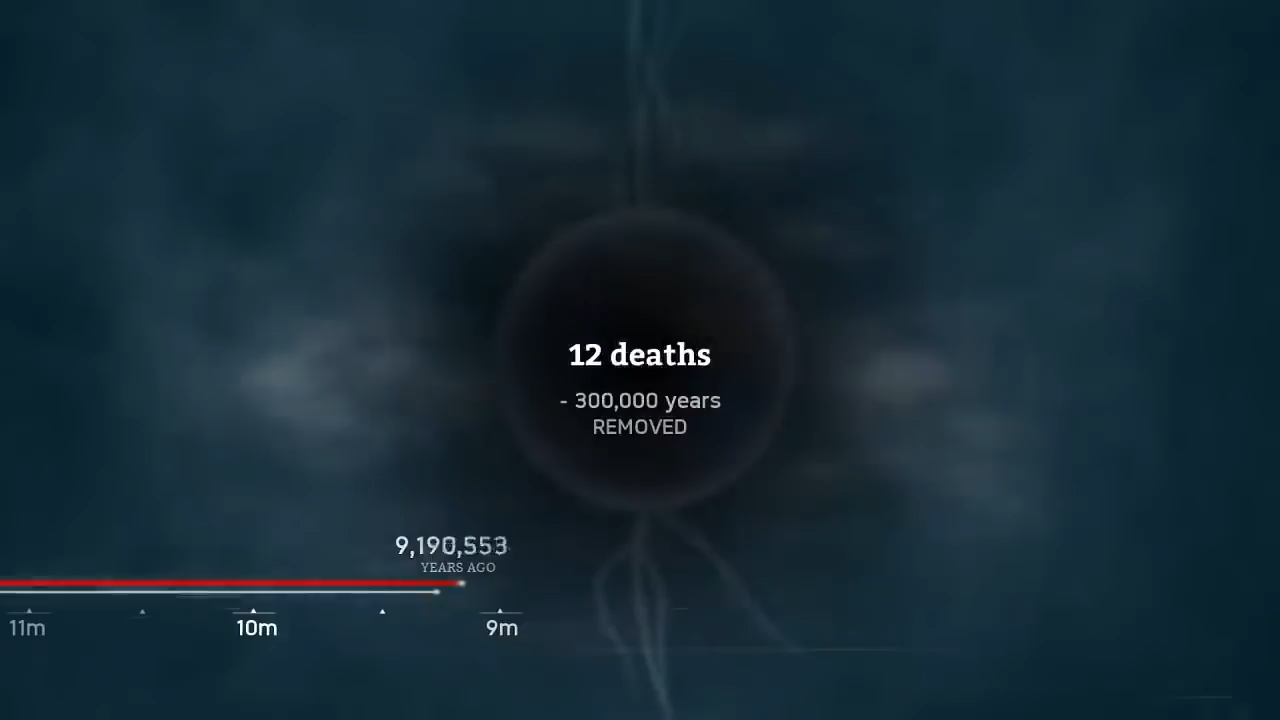 12 deaths
- 300,000 years
REMOVED
9,190,553
YEARS AGO
11m
10m
9m